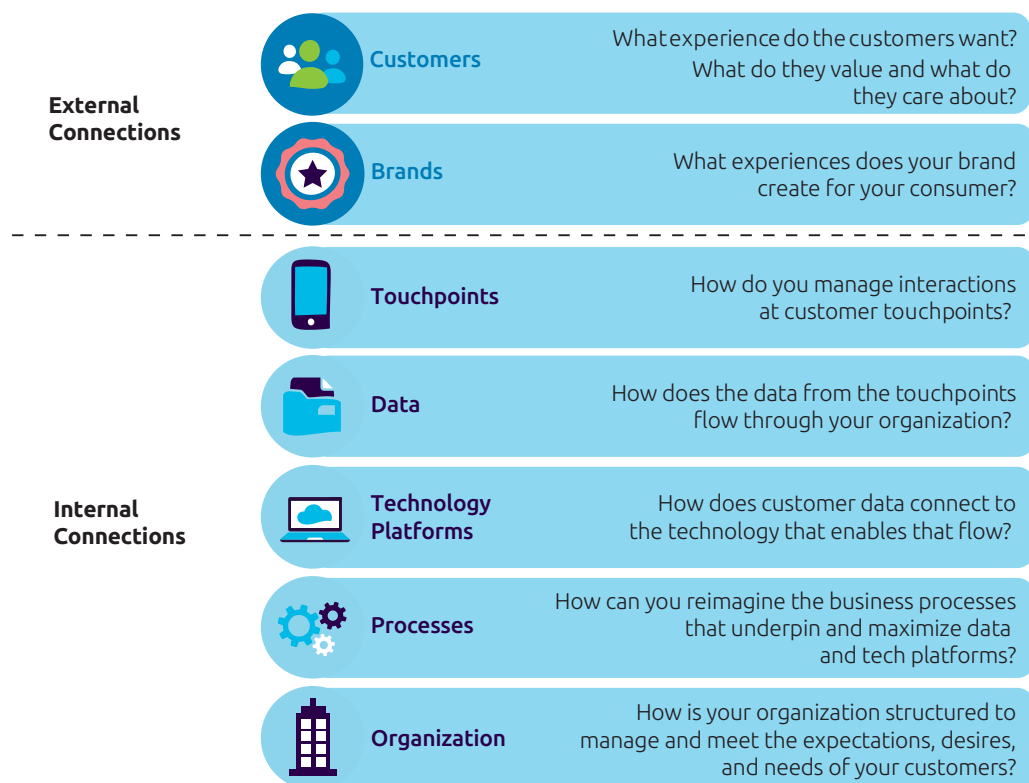 External
Connections
Customers
What experience do the customers want?
What do they value and what do
they care about?
Brands
What experiences does your brand
create for your consumer?
Internal
Connections
Touchpoints
How do you manage interactions
at customer touchpoints?
Data
How does the data from the touchpoints
flow through your organization?
Technology
Platforms
How does customer data connect to
the technology that enables that flow?
Processes
How can you reimagine the business processes
that underpin and maximize data
and tech platforms?
Organization
How is your organization structured to
manage and meet the expectations, desires,
and needs of your customers?